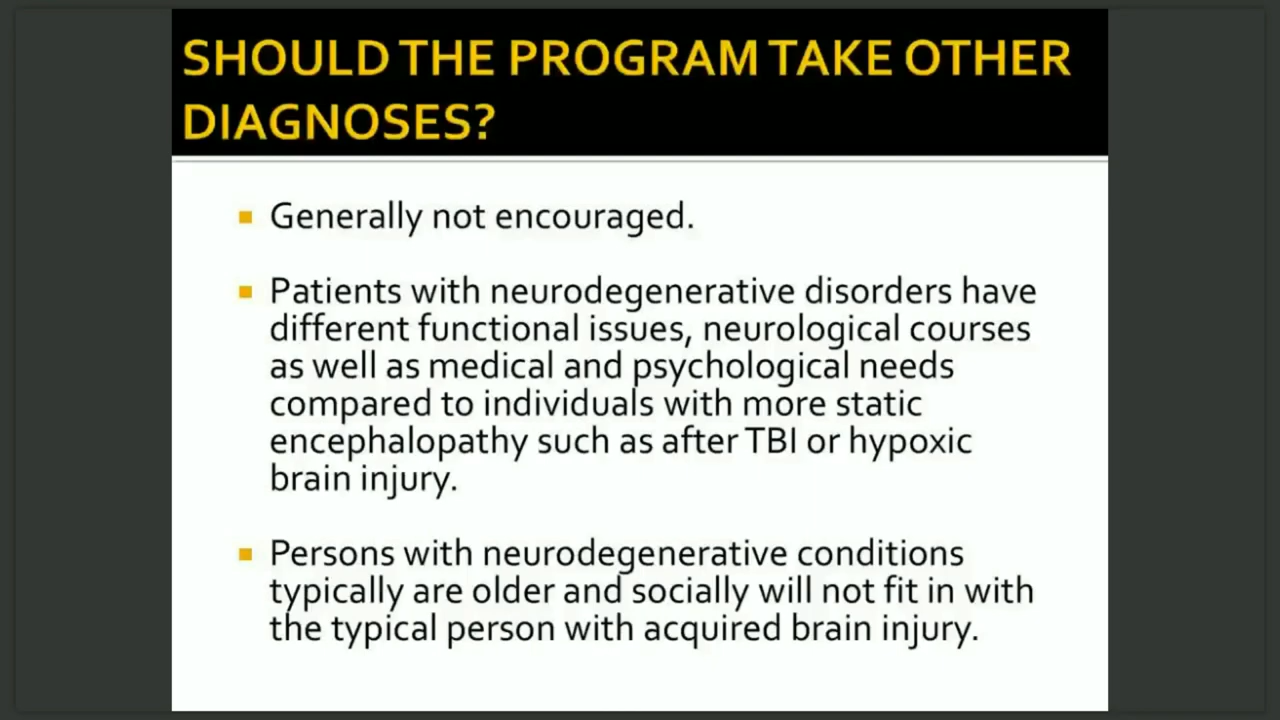 SHOULD THE PROGRAM TAKE OTHER
DIAGNOSES?
Generally not encouraged.
Patients with neurodegenerative disorders have
different functional issues, neurological courses
as well as medical and psychological needs
compared to individuals with more static
encephalopathy such as after TBI or hypoxic
brain injury.
Persons with neurodegenerative conditions
typically are older and socially will not fit in with
the typical person with acquired brain injury.